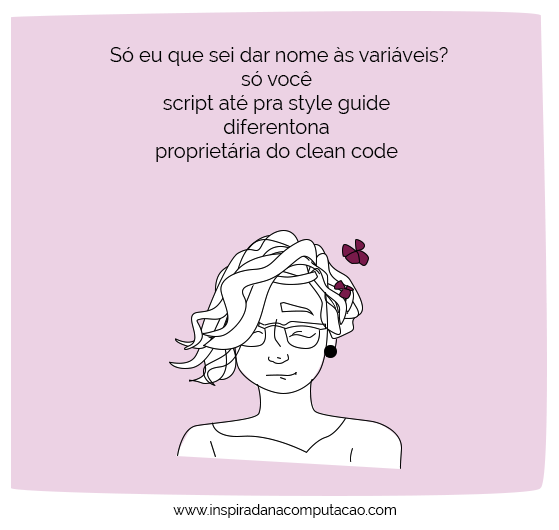 Só eu que sei dar nome às variáveis?
só você
script até pra style guide
diferentona
proprietária do clean code
www.inspiradanacomputacao.com